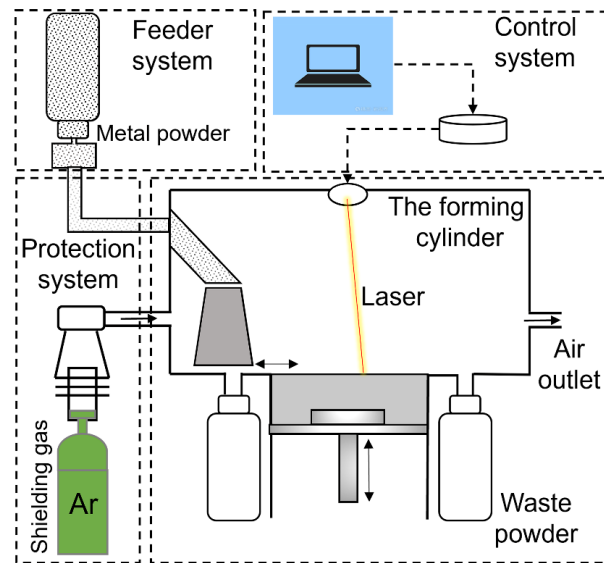 Feeder
system
Metal powder
Control
system
Protection
system
The forming
cylinder
Laser
Air
outlet
Shielding gas
Ar
Waste
powder